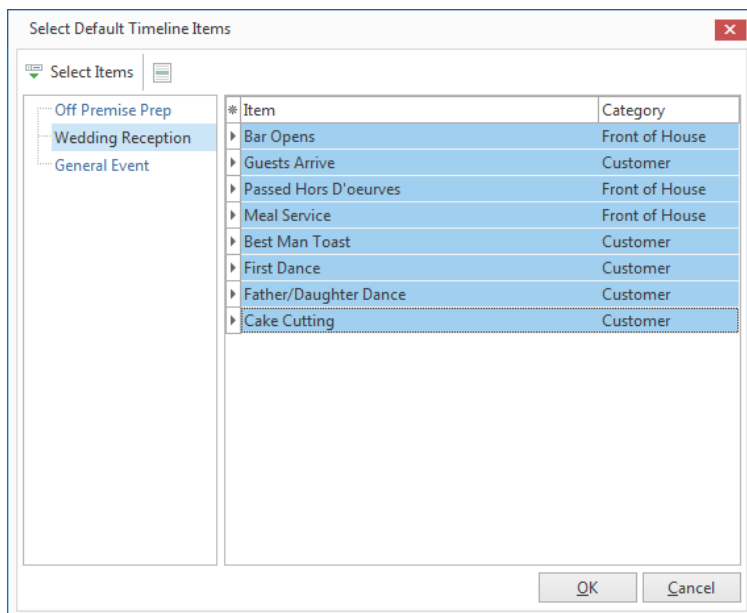 Select Default Timeline Items
Select Items
Off Premise Prep
Wedding Reception
General Event
Item Category
Bar Opens Front of House
Guests Arrive Customer
Passed Hors D'oeurves Front of House
Meal Service Front of House
Best Man Toast Customer
First Dance Customer
Father/Daughter Dance Customer
Cake Cutting Customer
OK Cancel